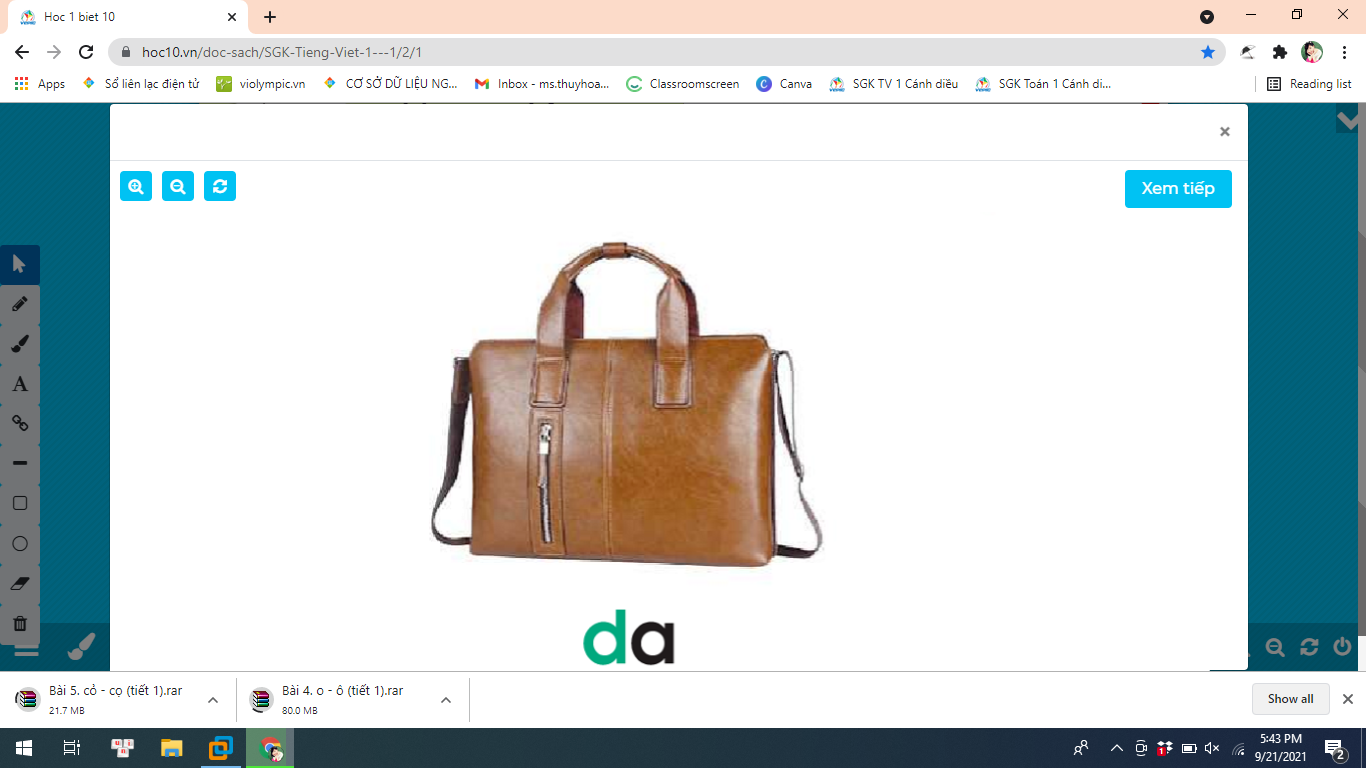 Hoc 1 biet 10
hoc10.vn/doc-sach/SGK-Tieng-Viet-1---1/2/1
Apps
Sổ liên lạc điện tử
violympic.vn
CƠ SỞ DỮ LIỆU NG...
Inbox - ms.thuyhoa...
Classroomscreen
Canva
SGK TV 1 Cánh diều
SGK Toán 1 Cánh di...
Reading list
Xem tiếp
A
da
Bài 5. cỏ - cọ (tiết 1).rar
21.7 MB
Bài 4. o - ô (tiết 1).rar
80.0 MB
Show all
5:43 PM
9/21/2021
2